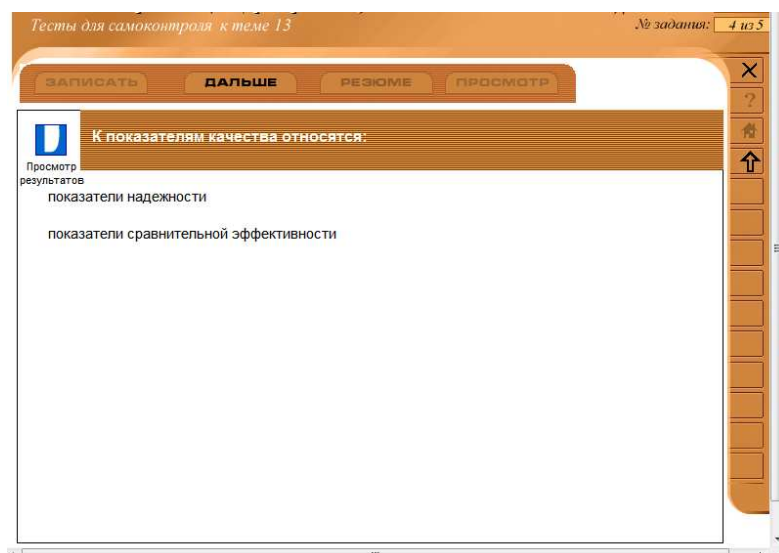 Тесты для самоконтроля к теме 13
№ задания: 4 из 5
ЗАПИСАТЬ ДАЛЬШЕ РЕЗЮМЕ ПРОСМОТР
?
К показателям качества относятся:
Просмотр
результатов
показатели надежности
показатели сравнительной эффективности